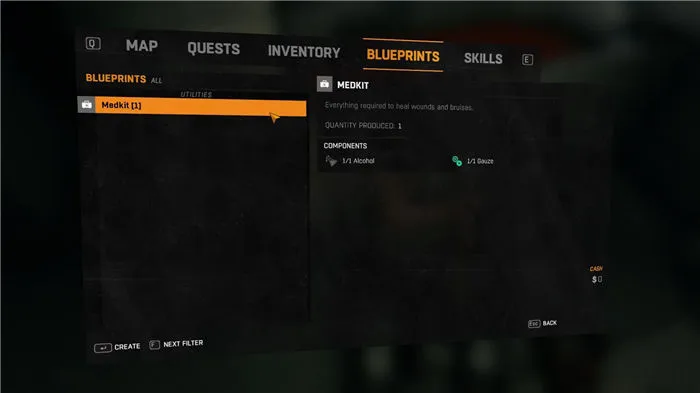 Q MAP QUESTS INVENTORY BLUEPRINTS SKILLS E
BLUEPRINTS ALL
UTILITIES
Medkit [1]
MEDKIT
Everything required to heal wounds and bruises.
QUANTITY PRODUCED: 1
COMPONENTS
1/1 Alcohol 1/1 Gauze
CASH
$ 0
Esc BACK
CREATE F NEXT FILTER